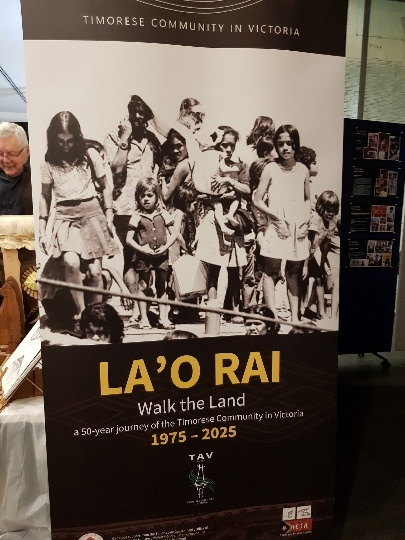 TIMORESE COMMUNITY IN VICTORIA
LA'O RAI
Walk the Land
a 50-year journey of the Timorese Community in Victoria
1975 – 2025
TAV